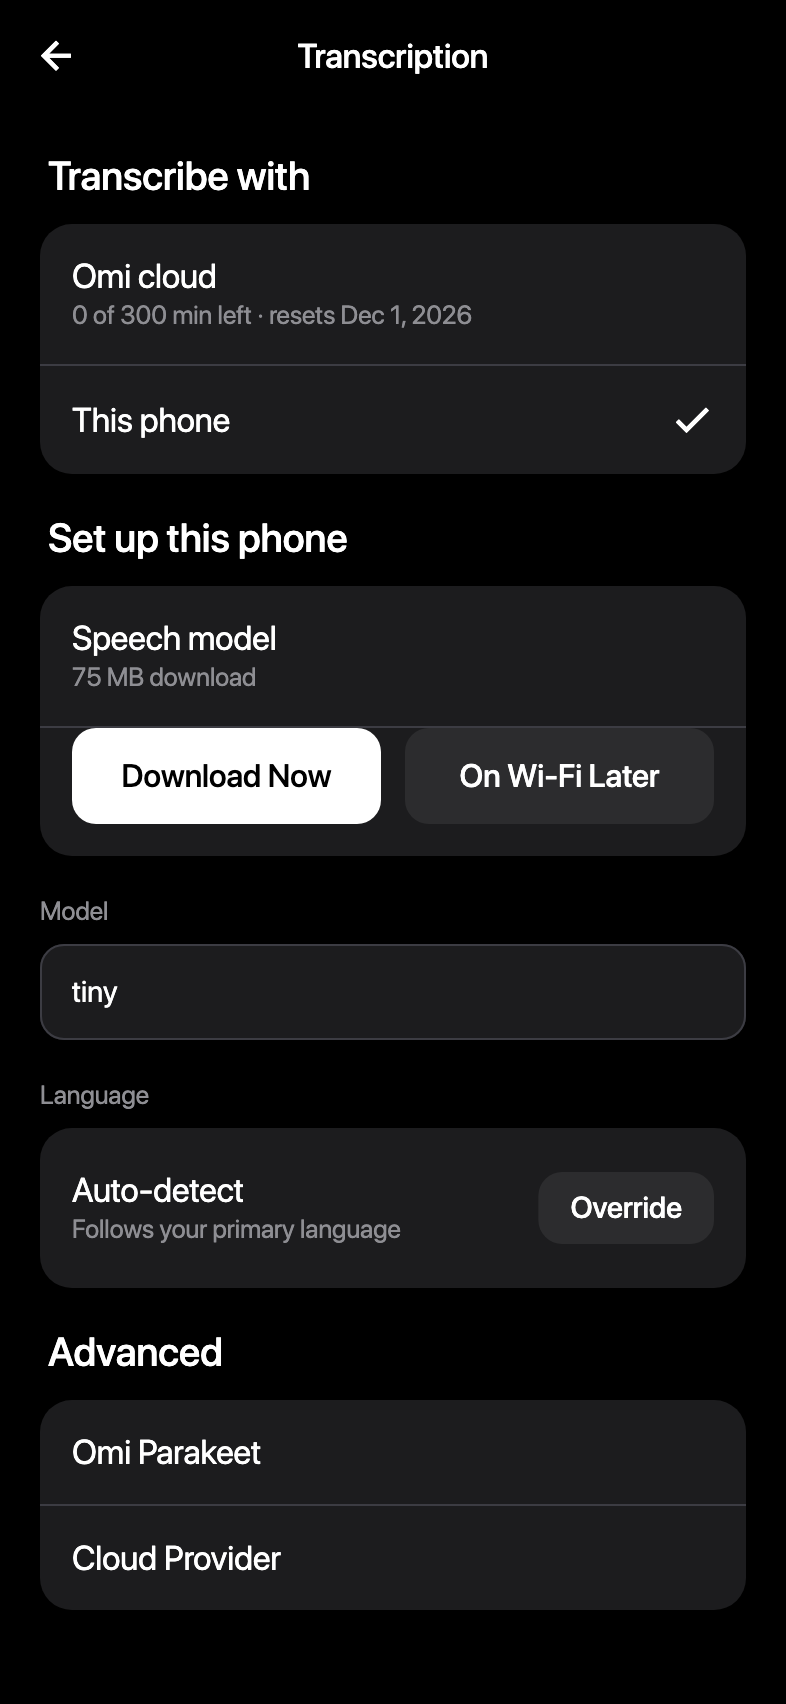 Transcription
Transcribe with
Omi cloud
0 of 300 min left · resets Dec 1, 2026
This phone
Set up this phone
Speech model
75 MB download
Download Now
On Wi-Fi Later
Model
tiny
Language
Auto-detect
Follows your primary language
Override
Advanced
Omi Parakeet
Cloud Provider